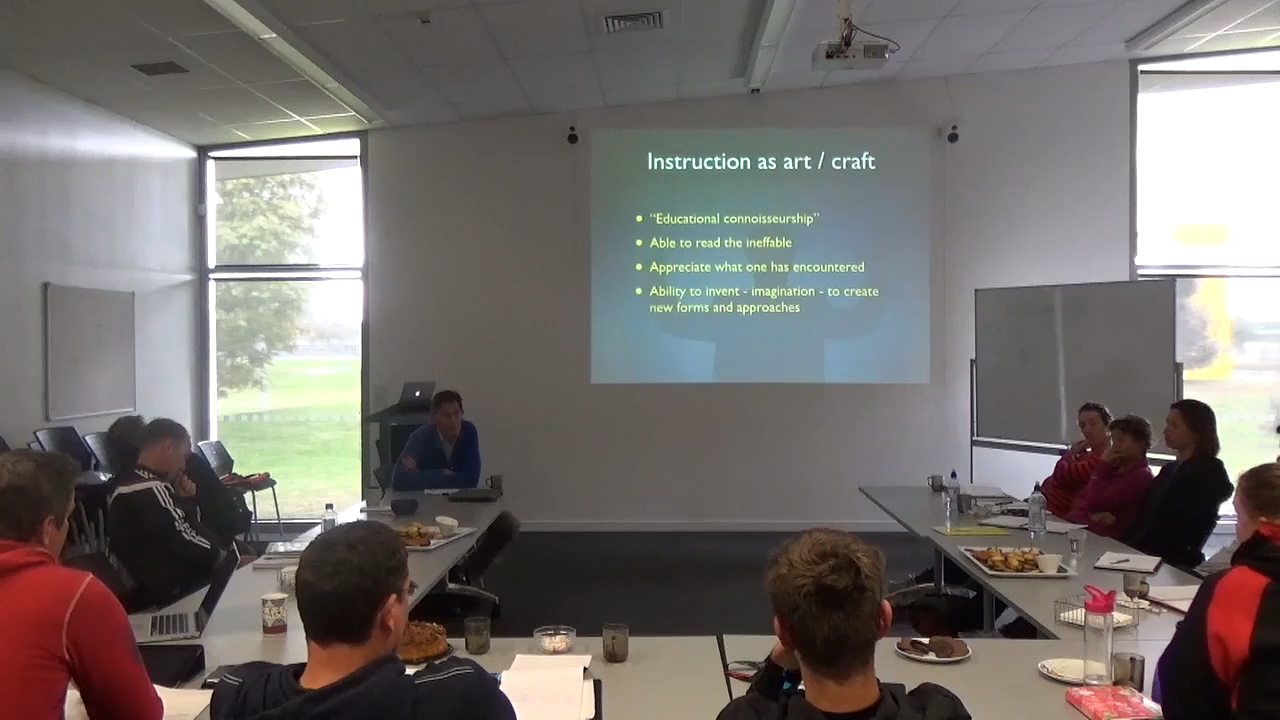 Instruction as art / craft
• “Educational connoisseurship”
• Able to read the ineffable
• Appreciate what one has encountered
• Ability to invent - imagination - to create
new forms and approaches